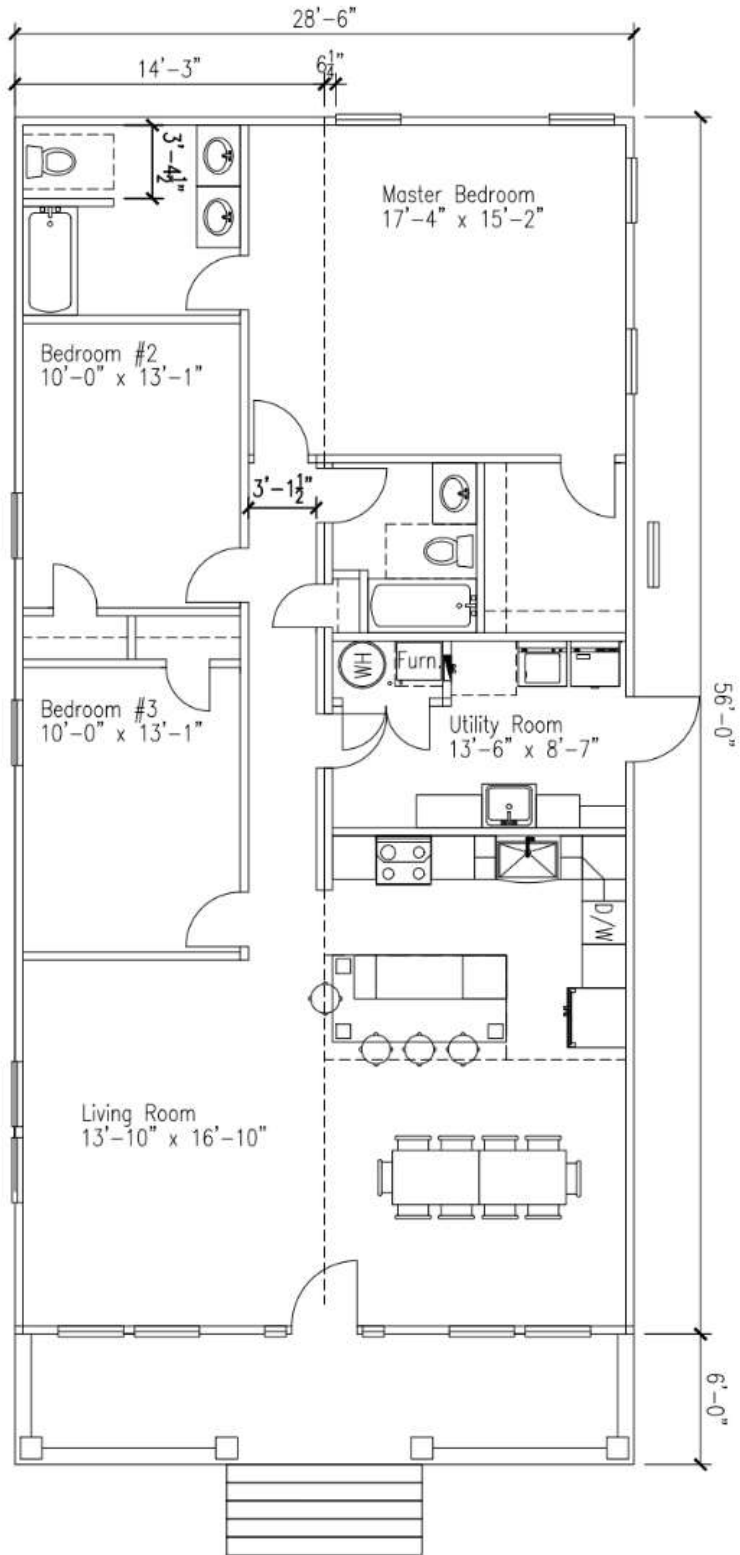 28'-6"
14'-3"
6 1/4"
3'-4 1/2"
Master Bedroom
17'-4" x 15'-2"
Bedroom #2
10'-0" x 13'-1"
3'-1 1/2"
WH
Furn.
Bedroom #3
10'-0" x 13'-1"
Utility Room
13'-6" x 8'-7"
56'-0"
D/W
Living Room
13'-10" x 16'-10"
6'-0"